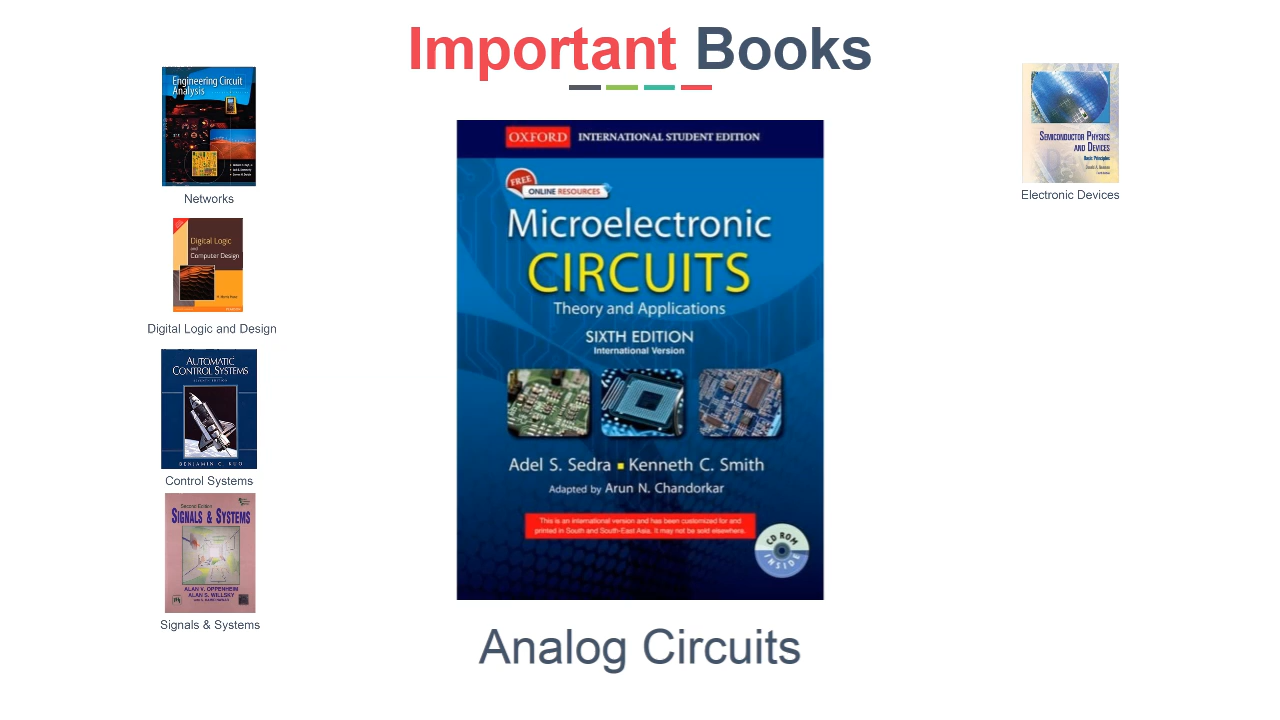 Important Books
Engineering Circuit
Analysis
Networks
Digital Logic
and
Computer Design
Digital Logic and Design
AUTOMATIC
CONTROL SYSTEMS
BENJAMIN C. KUO
Control Systems
Second Edition
SIGNALS & SYSTEMS
ALAN V. OPPENHEIM
ALAN S. WILLSKY
Signals & Systems
OXFORD INTERNATIONAL STUDENT EDITION
FREE
ONLINE RESOURCES
Microelectronic
CIRCUITS
Theory and Applications
SIXTH EDITION
International Version
Adel S. Sedra ▪ Kenneth C. Smith
Adapted by Arun N. Chandorkar
This is an international version and has been customized for and
printed in South and South-East Asia. It may not be sold elsewhere.
CD ROM
INSIDE
Analog Circuits
SEMICONDUCTOR PHYSICS
AND DEVICES
Basic Principles
Electronic Devices